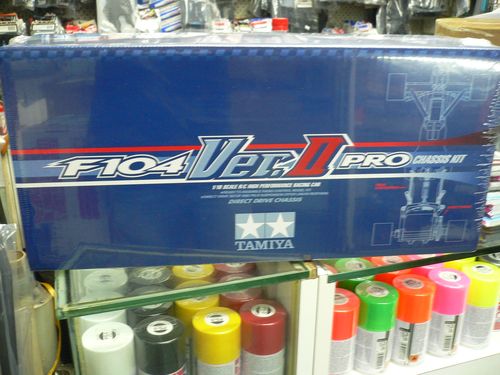 F104 Ver.II PRO CHASSIS KIT
1/10 SCALE R/C HIGH PERFORMANCE RACING CAR
DIRECT DRIVE CHASSIS
TAMIYA